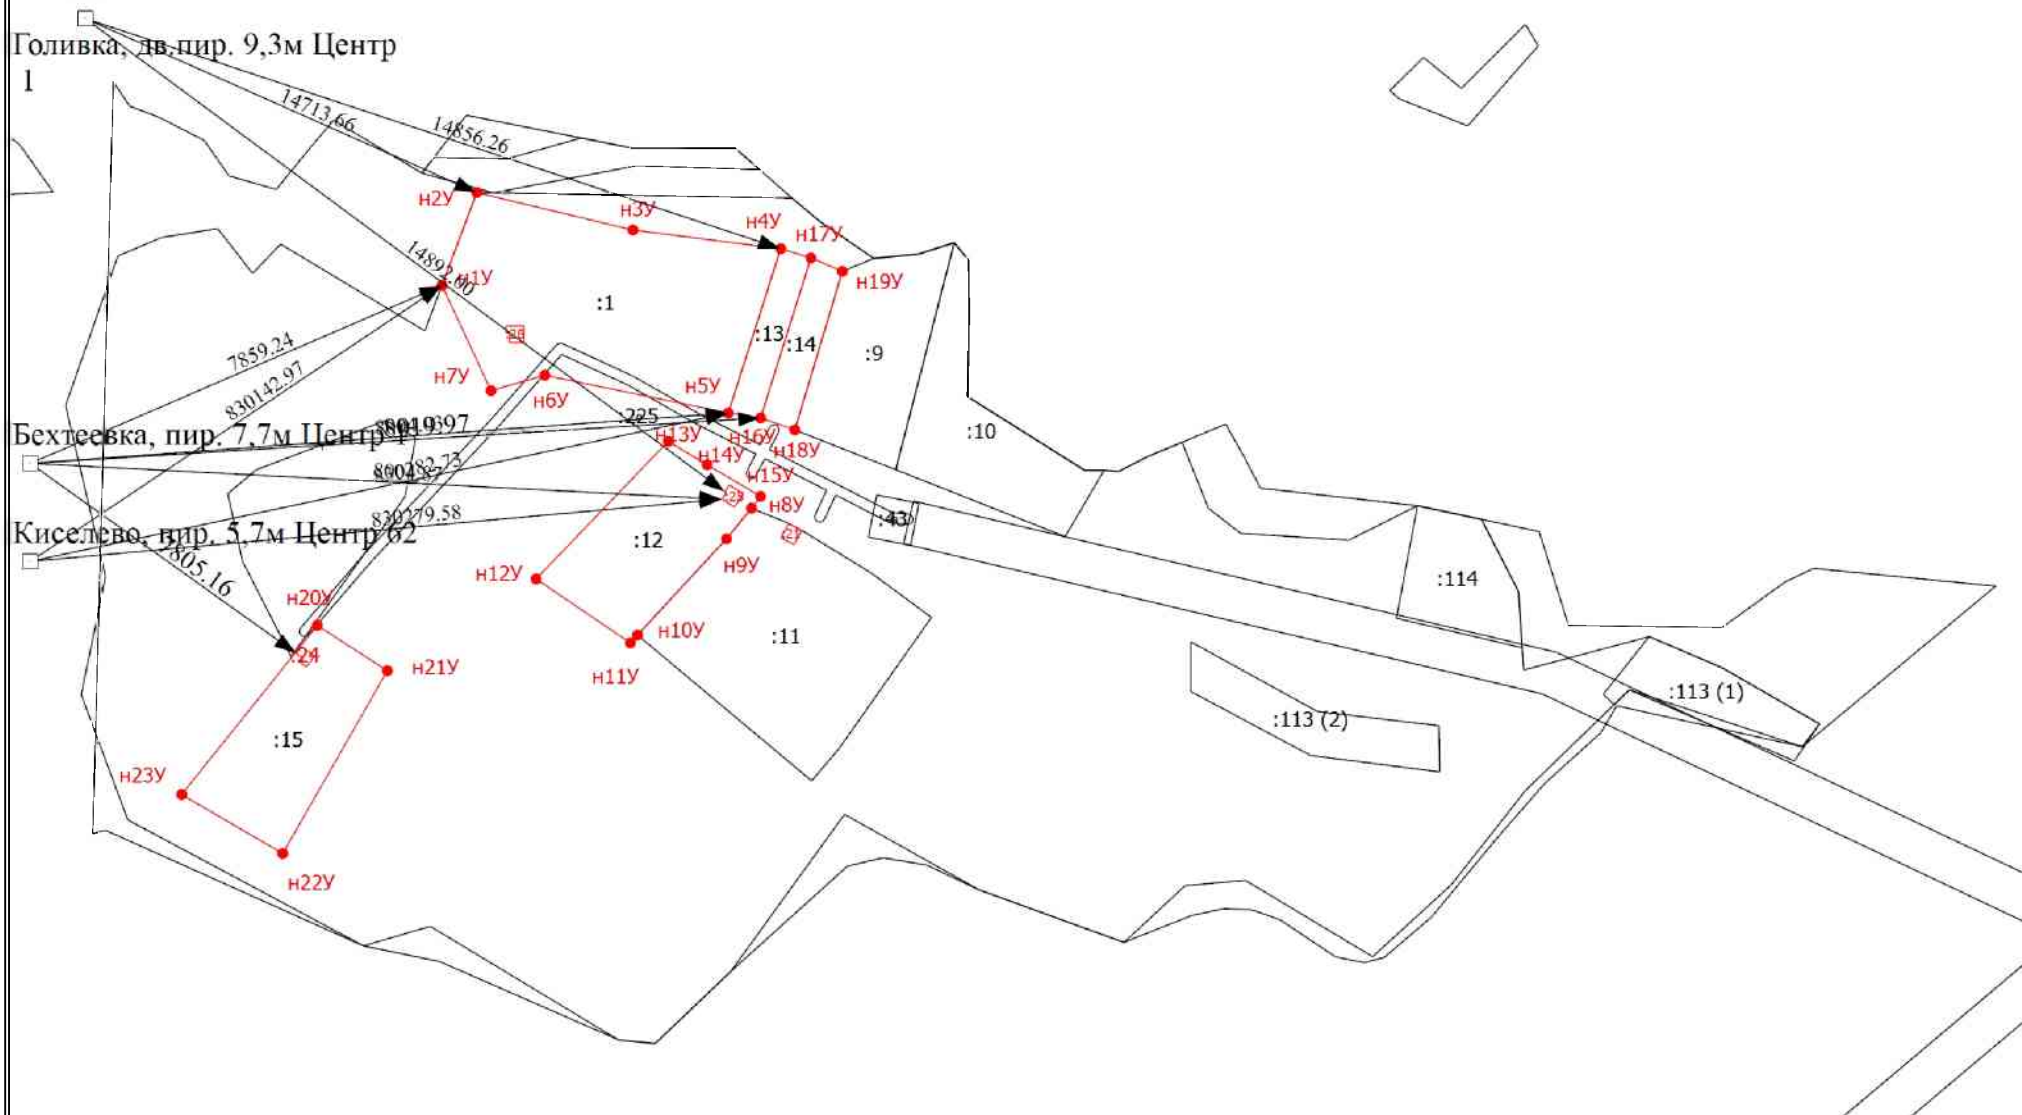 Голивка, дв.пир. 9,3м Центр
1
14713.66
14856.26
н2У
н3У
н4У
н17У
н19У
н1У
:1
:13
:14
:9
7859.24
830142.97
н7У
н6У
н5У
:225
н16У
н18У
:10
Бехтеевка, пир. 7,7м Центр 1
н13У
н14У
н15У
н8У
:43
830279.58
Киселево, пир. 5,7м Центр 62
:12
н9У
н12У
7805.16
н20У
:114
н10У
:11
:24
н21У
н11У
:113 (1)
:113 (2)
:15
н23У
н22У